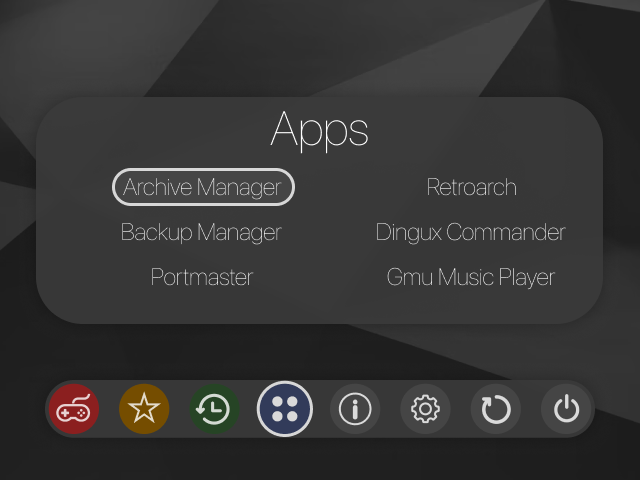 Apps
Archive Manager
Retroarch
Backup Manager
Dingux Commander
Portmaster
Gmu Music Player